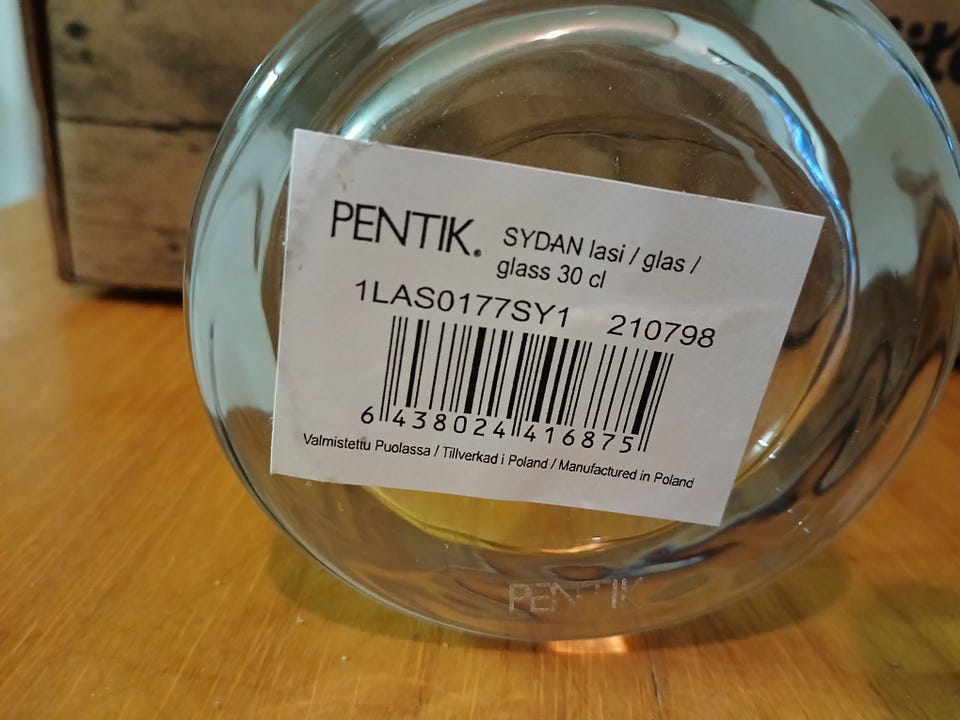 PENTIK®
SYDAN lasi / glas /
glass 30 cl
1LAS0177SY1 210798
6 438024 416875
Valmistettu Puolassa / Tillverkad i Poland / Manufactured in Poland
PENTIK